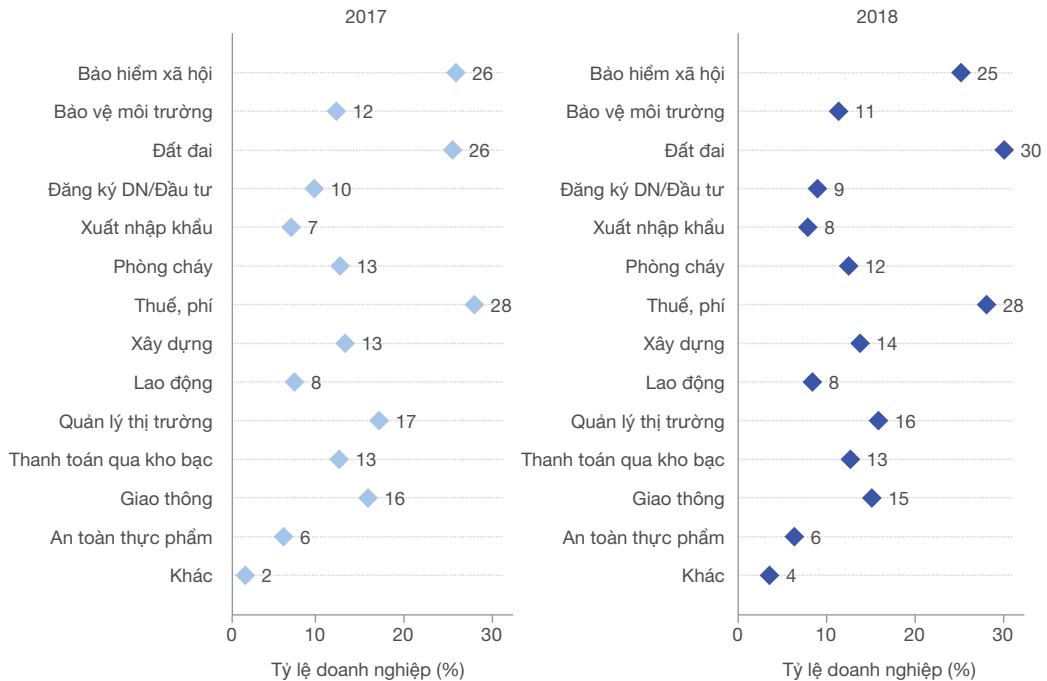 2017
Bảo hiểm xã hội 26
Bảo vệ môi trường 12
Đất đai 26
Đăng ký DN/Đầu tư 10
Xuất nhập khẩu 7
Phòng cháy 13
Thuế, phí 28
Xây dựng 13
Lao động 8
Quản lý thị trường 17
Thanh toán qua kho bạc 13
Giao thông 16
An toàn thực phẩm 6
Khác 2
0 10 20 30
Tỷ lệ doanh nghiệp (%)
2018
Bảo hiểm xã hội 25
Bảo vệ môi trường 11
Đất đai 30
Đăng ký DN/Đầu tư 9
Xuất nhập khẩu 8
Phòng cháy 12
Thuế, phí 28
Xây dựng 14
Lao động 8
Quản lý thị trường 16
Thanh toán qua kho bạc 13
Giao thông 15
An toàn thực phẩm 6
Khác 4
0 10 20 30
Tỷ lệ doanh nghiệp (%)